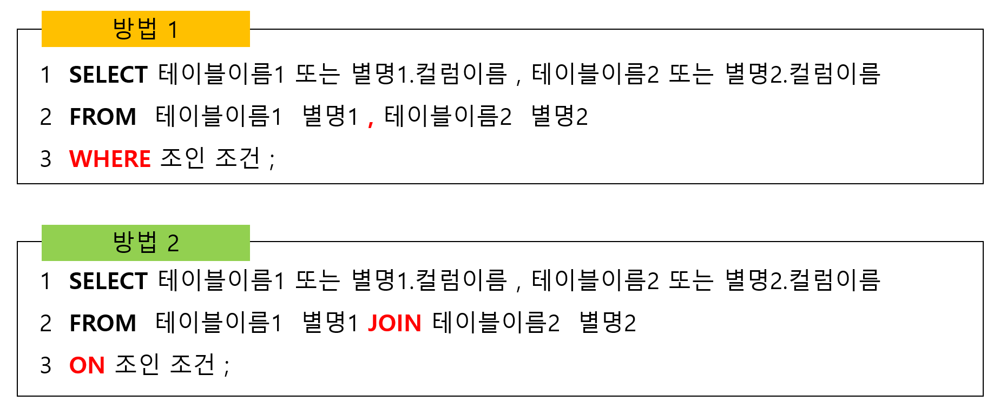 방법 1
1 SELECT 테이블이름1 또는 별명1.컬럼이름 , 테이블이름2 또는 별명2.컬럼이름
2 FROM 테이블이름1 별명1 , 테이블이름2 별명2
3 WHERE 조인 조건 ;
방법 2
1 SELECT 테이블이름1 또는 별명1.컬럼이름 , 테이블이름2 또는 별명2.컬럼이름
2 FROM 테이블이름1 별명1 JOIN 테이블이름2 별명2
3 ON 조인 조건 ;